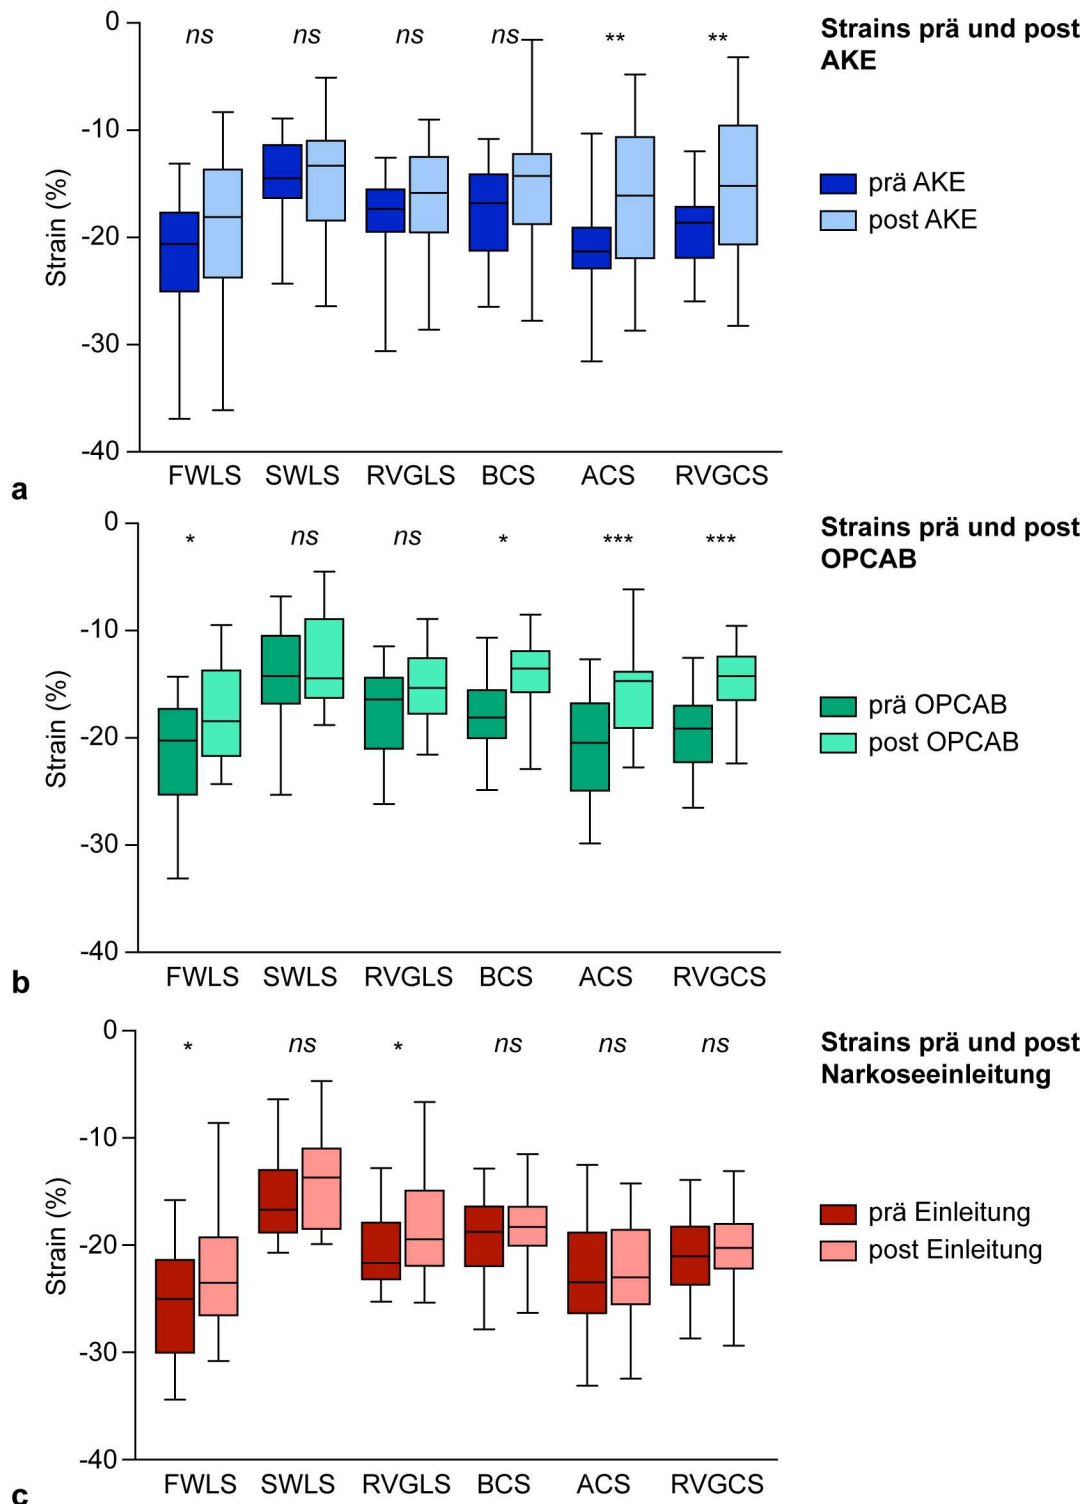 0
ns
ns
ns
ns
**
**
Strains prä und post
AKE
-10
-20
-30
-40
Strain (%)
prä AKE
post AKE
FWLS
SWLS
RVGLS
BCS
ACS
RVGCS
a
0
*
ns
ns
*
***
***
Strains prä und post
OPCAB
-10
-20
-30
-40
Strain (%)
prä OPCAB
post OPCAB
FWLS
SWLS
RVGLS
BCS
ACS
RVGCS
b
0
*
ns
*
ns
ns
ns
Strains prä und post
Narkoseeinleitung
-10
-20
-30
-40
Strain (%)
prä Einleitung
post Einleitung
FWLS
SWLS
RVGLS
BCS
ACS
RVGCS
c